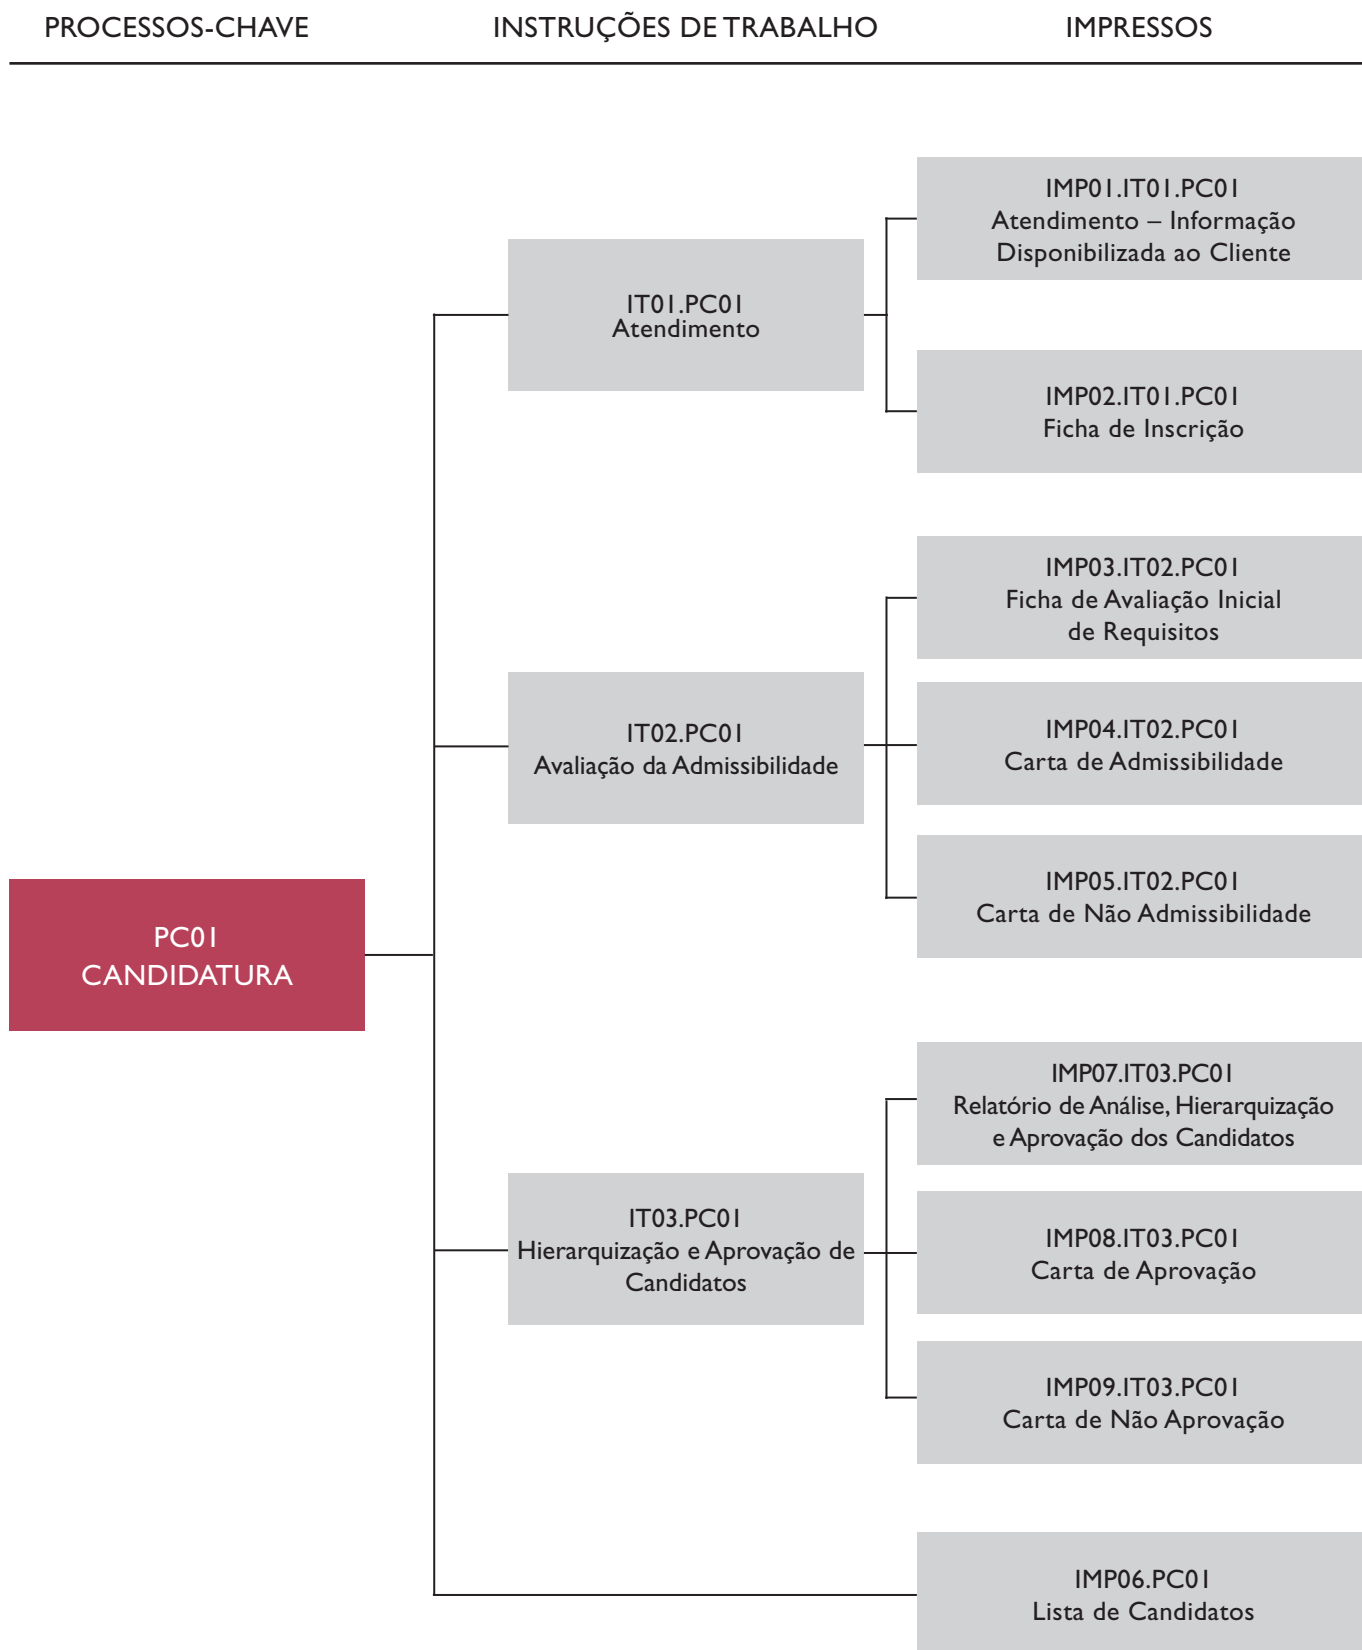 PROCESSOS-CHAVE
INSTRUÇÕES DE TRABALHO
IMPRESSOS
PC01
CANDIDATURA
IT01.PC01
Atendimento
IMP01.IT01.PC01
Atendimento – Informação
Disponibilizada ao Cliente
IMP02.IT01.PC01
Ficha de Inscrição
IT02.PC01
Avaliação da Admissibilidade
IMP03.IT02.PC01
Ficha de Avaliação Inicial
de Requisitos
IMP04.IT02.PC01
Carta de Admissibilidade
IMP05.IT02.PC01
Carta de Não Admissibilidade
IT03.PC01
Hierarquização e Aprovação de
Candidatos
IMP07.IT03.PC01
Relatório de Análise, Hierarquização
e Aprovação dos Candidatos
IMP08.IT03.PC01
Carta de Aprovação
IMP09.IT03.PC01
Carta de Não Aprovação
IMP06.PC01
Lista de Candidatos